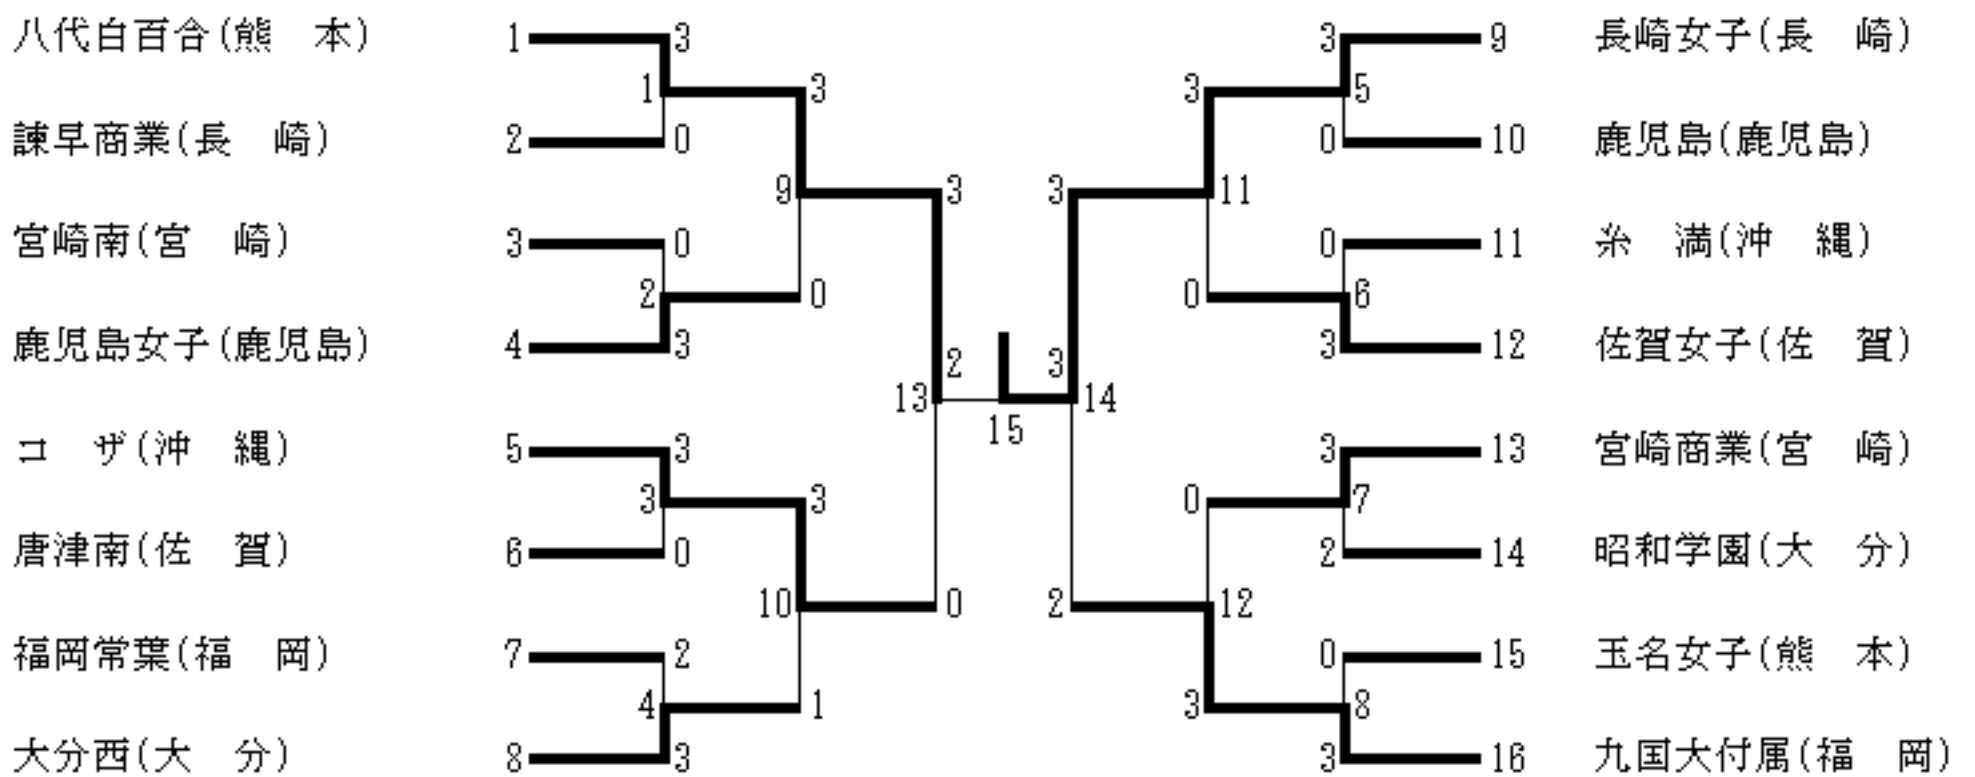 八代白百合(熊　本) 1 3 3 9 長崎女子(長　崎)
1 3 3 5
諫早商業(長　崎) 2 0 0 10 鹿児島(鹿児島)
9 3 3 11
宮崎南(宮　崎) 3 0 0 11 糸　満(沖　縄)
2 0 0 6
鹿児島女子(鹿児島) 4 3 3 12 佐賀女子(佐　賀)
2 3
13 14
15
コ　ザ(沖　縄) 5 3 3 13 宮崎商業(宮　崎)
3 3 0 7
唐津南(佐　賀) 6 0 2 14 昭和学園(大　分)
10 0 2 12
福岡常葉(福　岡) 7 2 0 15 玉名女子(熊　本)
4 1 3 8
大分西(大　分) 8 3 3 16 九国大付属(福　岡)